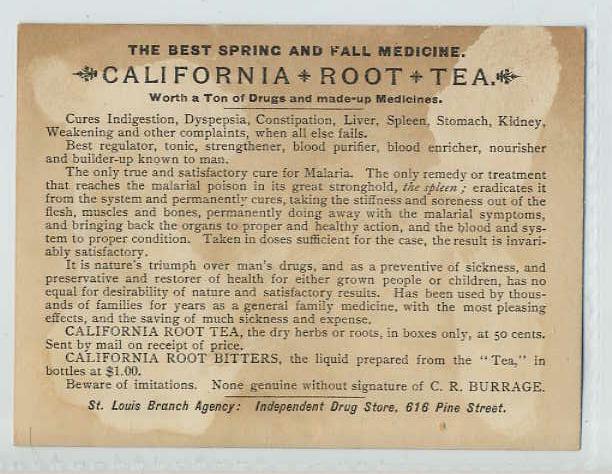 THE BEST SPRING AND FALL MEDICINE.
CALIFORNIA ROOT TEA.
Worth a Ton of Drugs and made-up Medicines.
Cures Indigestion, Dyspepsia, Constipation, Liver, Spleen, Stomach, Kidney,
Weakening and other complaints, when all else fails.
Best regulator, tonic, strengthener, blood purifier, blood enricher, nourisher
and builder-up known to man.
The only true and satisfactory cure for Malaria. The only remedy or treatment
that reaches the malarial poison in its great stronghold, the spleen; eradicates it
from the system and permanently cures, taking the stiffness and soreness out of the
flesh, muscles and bones, permanently doing away with the malarial symptoms,
and bringing back the organs to proper and healthy action, and the blood and sys-
tem to proper condition. Taken in doses sufficient for the case, the result is invari-
ably satisfactory.
It is nature's triumph over man's drugs, and as a preventive of sickness, and
preservative and restorer of health for either grown people or children, has no
equal for desirability of nature and satisfactory results. Has been used by thous-
ands of families for years as a general family medicine, with the most pleasing
effects, and the saving of much sickness and expense.
CALIFORNIA ROOT TEA, the dry herbs or roots, in boxes only, at 50 cents.
Sent by mail on receipt of price.
CALIFORNIA ROOT BITTERS, the liquid prepared from the "Tea," in
bottles at $1.00.
Beware of imitations. None genuine without signature of C. R. BURRAGE.
St. Louis Branch Agency: Independent Drug Store, 616 Pine Street.